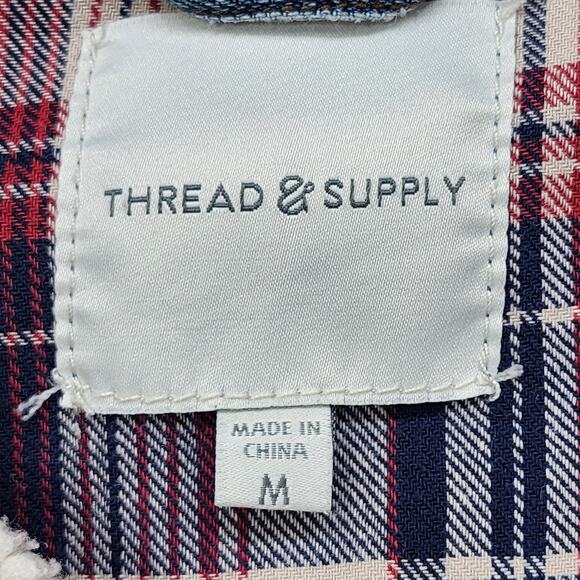 THREAD & SUPPLY
MADE IN
CHINA
M